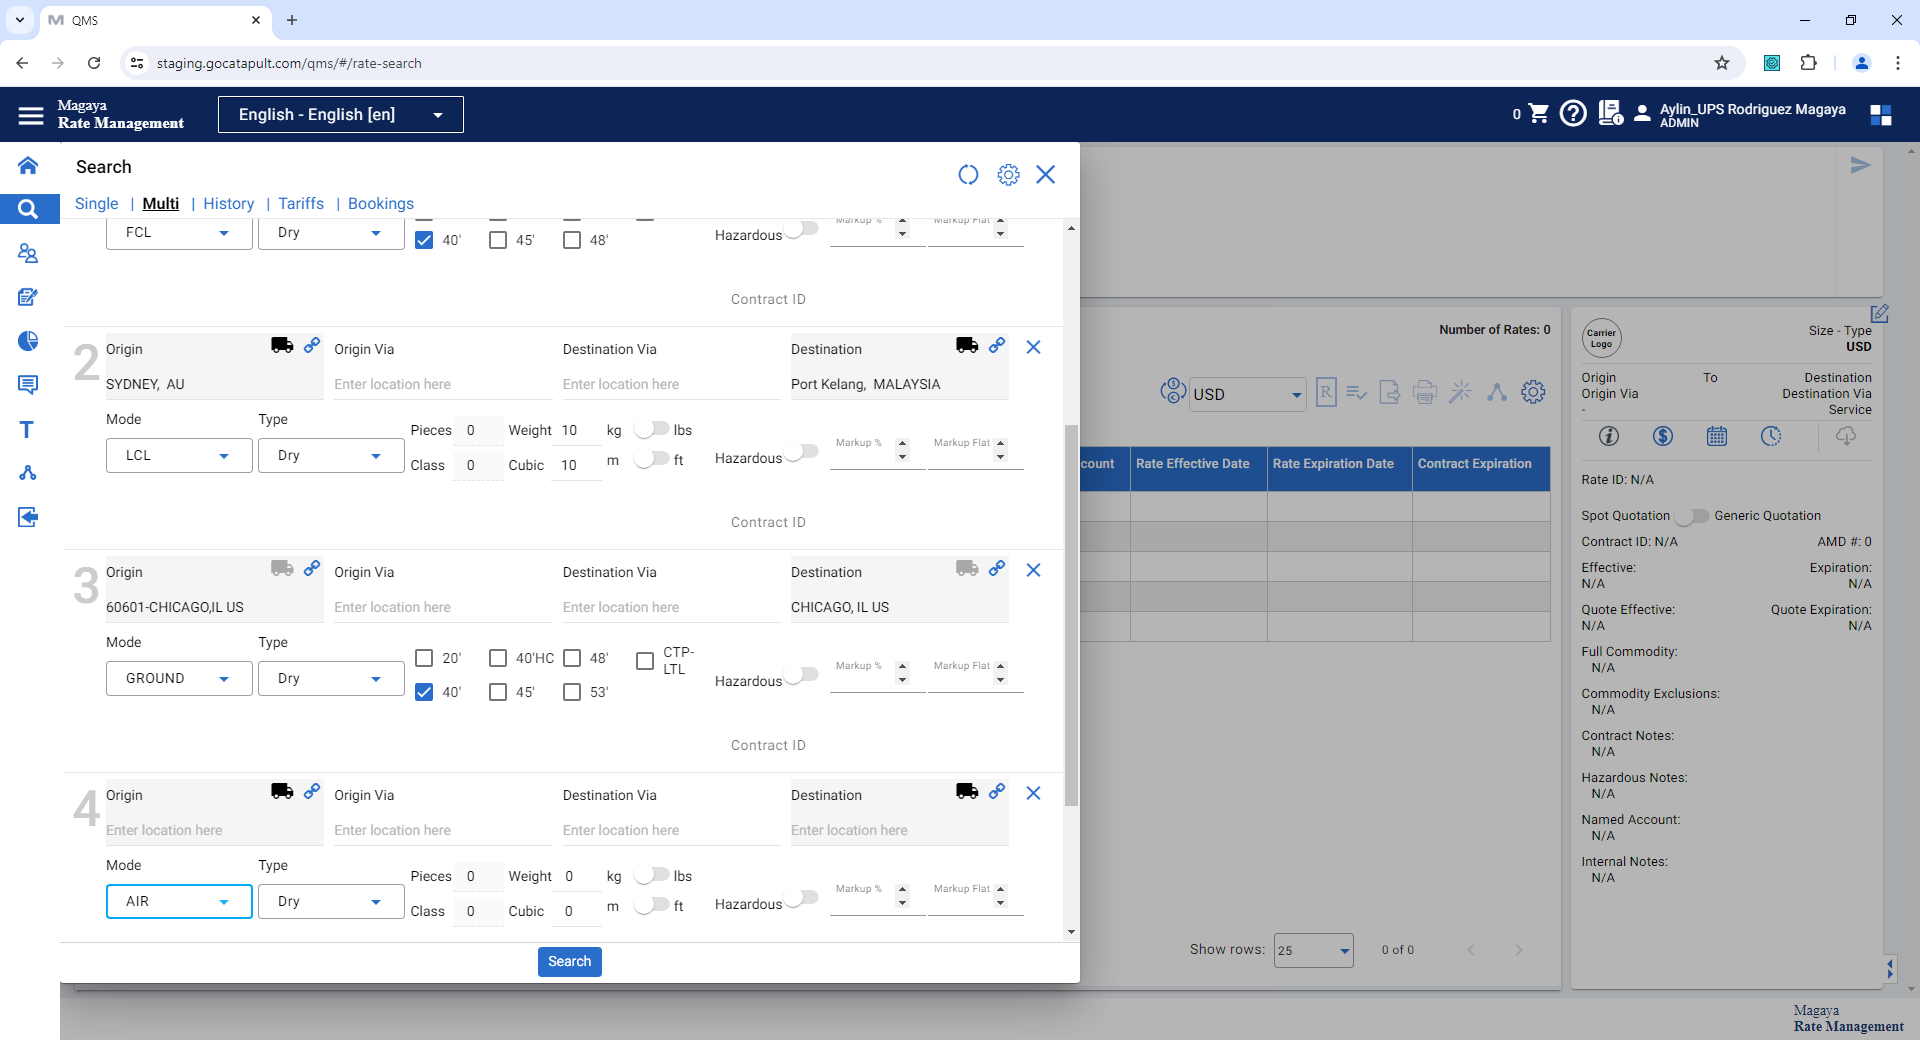 QMS
staging.gocatapult.com/qms/#/rate-search
Magaya
Rate Management
English - English [en]
0
Aylin_UPS Rodriguez Magaya
ADMIN
Search
Single | Multi | History | Tariffs | Bookings
FCL
Dry
40'
45'
48'
Hazardous
Markup %
Markup Flat
Contract ID
2
Origin
Origin Via
Destination Via
Destination
SYDNEY, AU
Enter location here
Enter location here
Port Kelang, MALAYSIA
Mode
Type
LCL
Dry
Pieces 0 Weight 10 kg lbs
Class 0 Cubic 10 m ft
Hazardous
Markup %
Markup Flat
Contract ID
3
Origin
Origin Via
Destination Via
Destination
60601-CHICAGO,IL US
Enter location here
Enter location here
CHICAGO, IL US
Mode
Type
GROUND
Dry
20'
40'HC
48'
CTP-
LTL
40'
45'
53'
Hazardous
Markup %
Markup Flat
Contract ID
4
Origin
Origin Via
Destination Via
Destination
Enter location here
Enter location here
Enter location here
Enter location here
Mode
Type
AIR
Dry
Pieces 0 Weight 0 kg lbs
Class 0 Cubic 0 m ft
Hazardous
Markup %
Markup Flat
Search
Number of Rates: 0
USD
R
count
Rate Effective Date
Rate Expiration Date
Contract Expiration
Show rows: 25
0 of 0
Carrier
Logo
Size - Type
USD
Origin To Destination
Origin Via Destination Via
- Service
Rate ID: N/A
Spot Quotation Generic Quotation
Contract ID: N/A AMD #: 0
Effective: Expiration:
N/A N/A
Quote Effective: Quote Expiration:
N/A N/A
Full Commodity:
N/A
Commodity Exclusions:
N/A
Contract Notes:
N/A
Hazardous Notes:
N/A
Named Account:
N/A
Internal Notes:
N/A
Magaya
Rate Management